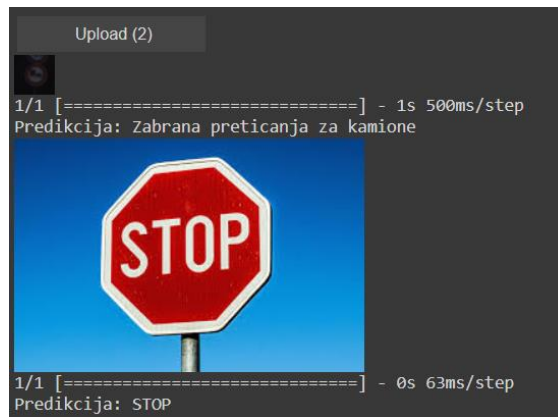 Upload (2)
1/1 [==============================] - 1s 500ms/step
Predikcija: Zabrana preticanja za kamione
STOP
1/1 [==============================] - 0s 63ms/step
Predikcija: STOP